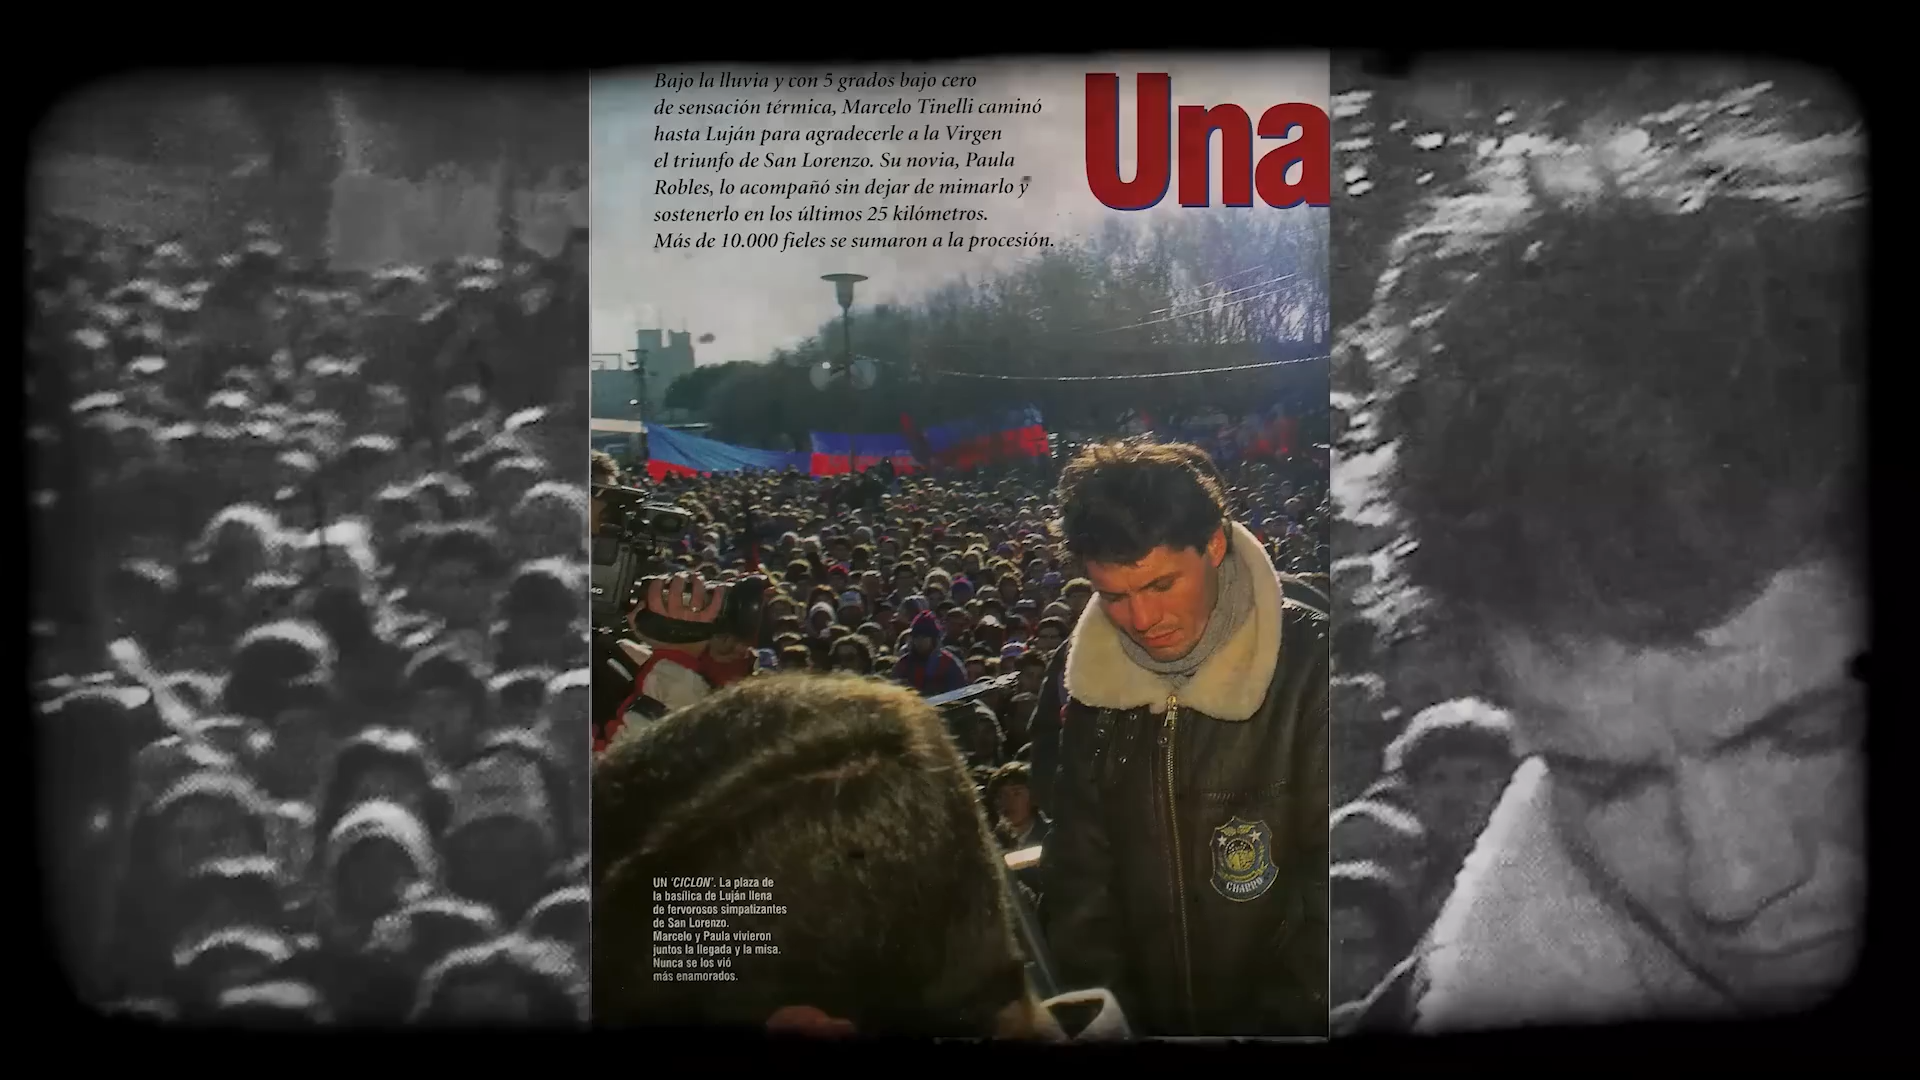 Bajo la lluvia y con 5 grados bajo cero
de sensación térmica, Marcelo Tinelli caminó
hasta Luján para agradecerle a la Virgen
el triunfo de San Lorenzo. Su novia, Paula
Robles, lo acompañó sin dejar de mimarlo y
sostenerlo en los últimos 25 kilómetros.
Más de 10.000 fieles se sumaron a la procesión.
Una
UN 'CICLON'. La plaza de
la basílica de Luján llena
de fervorosos simpatizantes
de San Lorenzo.
Marcelo y Paula vivieron
juntos la llegada y la misa.
Nunca se los vió
más enamorados.